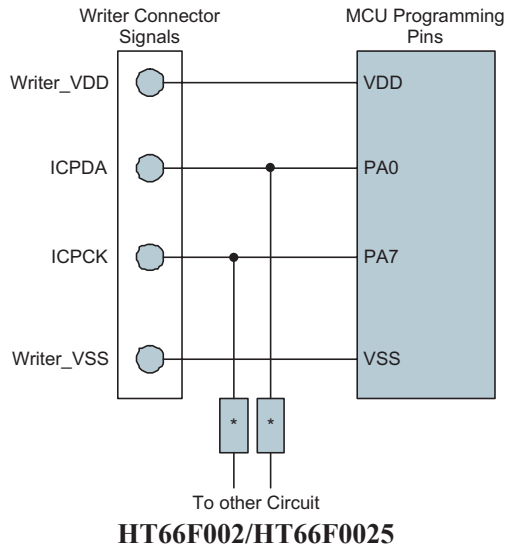 Writer Connector
Signals
MCU Programming
Pins
Writer_VDD
VDD
ICPDA
PA0
ICPCK
PA7
Writer_VSS
VSS
*
*
To other Circuit
HT66F002/HT66F0025